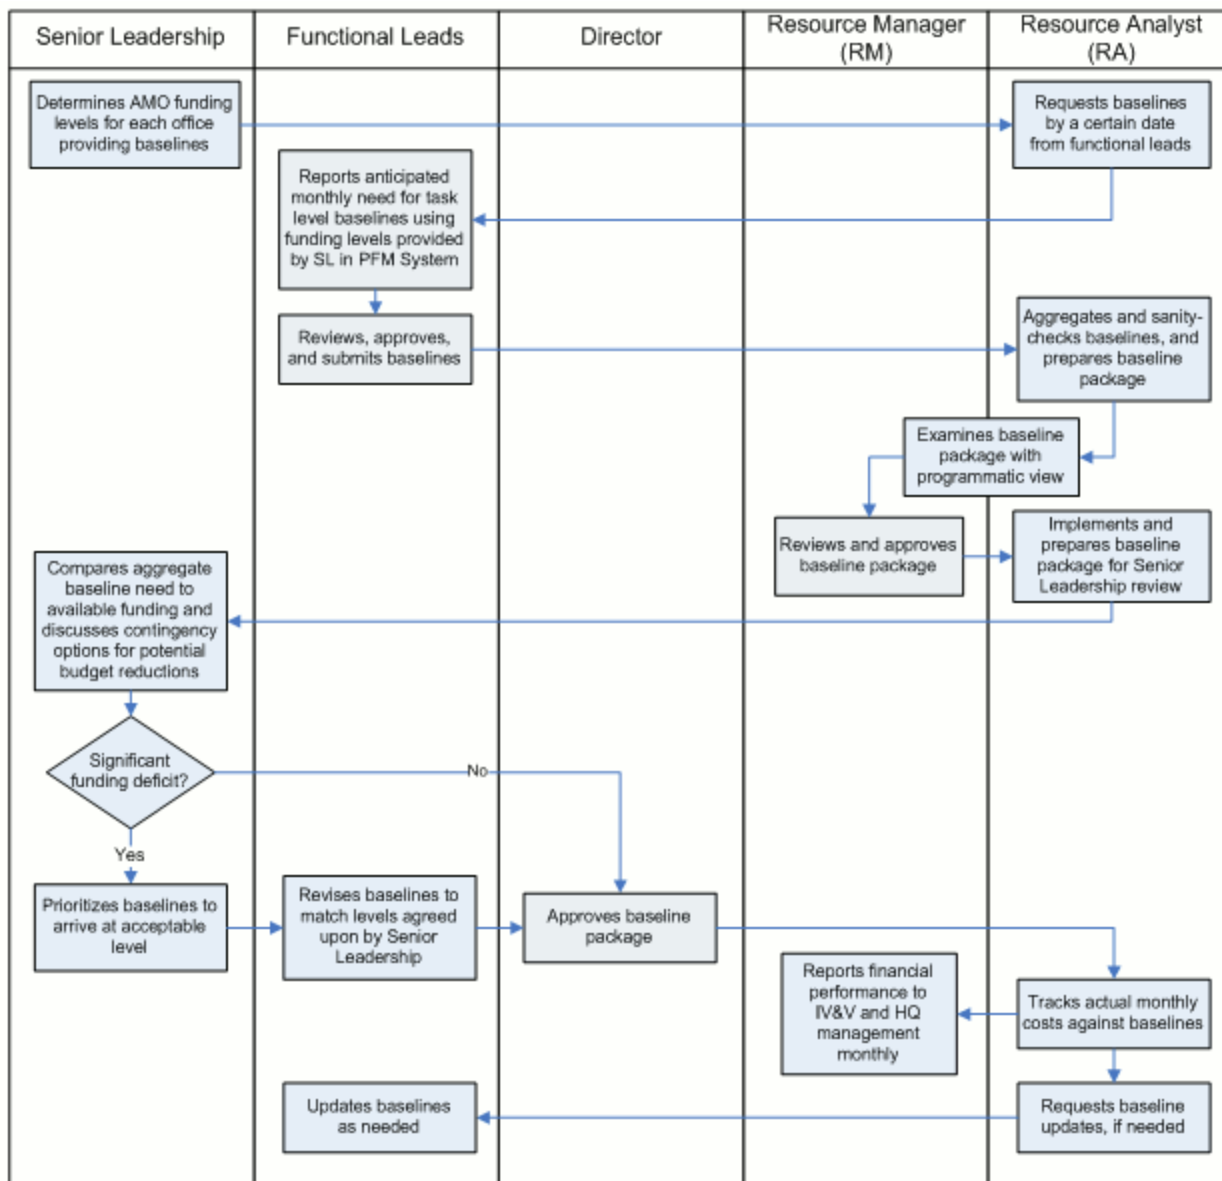 Senior Leadership
Functional Leads
Director
Resource Manager
(RM)
Resource Analyst
(RA)
Determines AMO funding
levels for each office
providing baselines
Requests baselines
by a certain date
from functional leads
Reports anticipated
monthly need for task
level baselines using
funding levels provided
by SL in PFM System
Reviews, approves,
and submits baselines
Aggregates and sanity-
checks baselines, and
prepares baseline
package
Examines baseline
package with
programmatic view
Reviews and approves
baseline package
Implements and
prepares baseline
package for Senior
Leadership review
Compares aggregate
baseline need to
available funding and
discusses contingency
options for potential
budget reductions
Significant
funding deficit?
No
Yes
Prioritizes baselines to
arrive at acceptable
level
Revises baselines to
match levels agreed
upon by Senior
Leadership
Approves baseline
package
Reports financial
performance to
IV&V and HQ
management
monthly
Tracks actual monthly
costs against baselines
Updates baselines
as needed
Requests baseline
updates, if needed